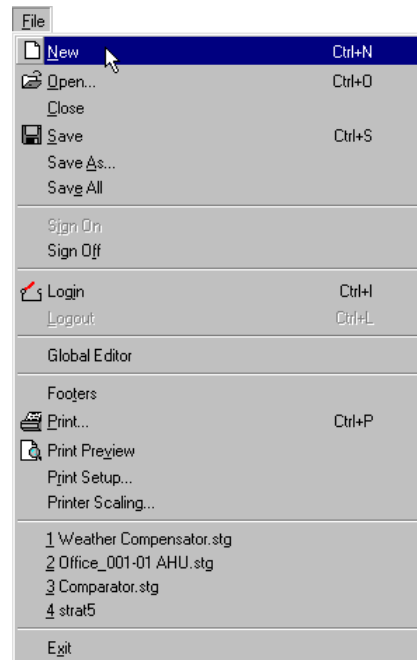 File
New Ctrl+N
Open... Ctrl+O
Close
Save Ctrl+S
Save As...
Save All
Sign On
Sign Off
Login Ctrl+I
Logout Ctrl+L
Global Editor
Footers
Print... Ctrl+P
Print Preview
Print Setup...
Printer Scaling...
1 Weather Compensator.stg
2 Office_001-01 AHU.stg
3 Comparator.stg
4 strat5
Exit